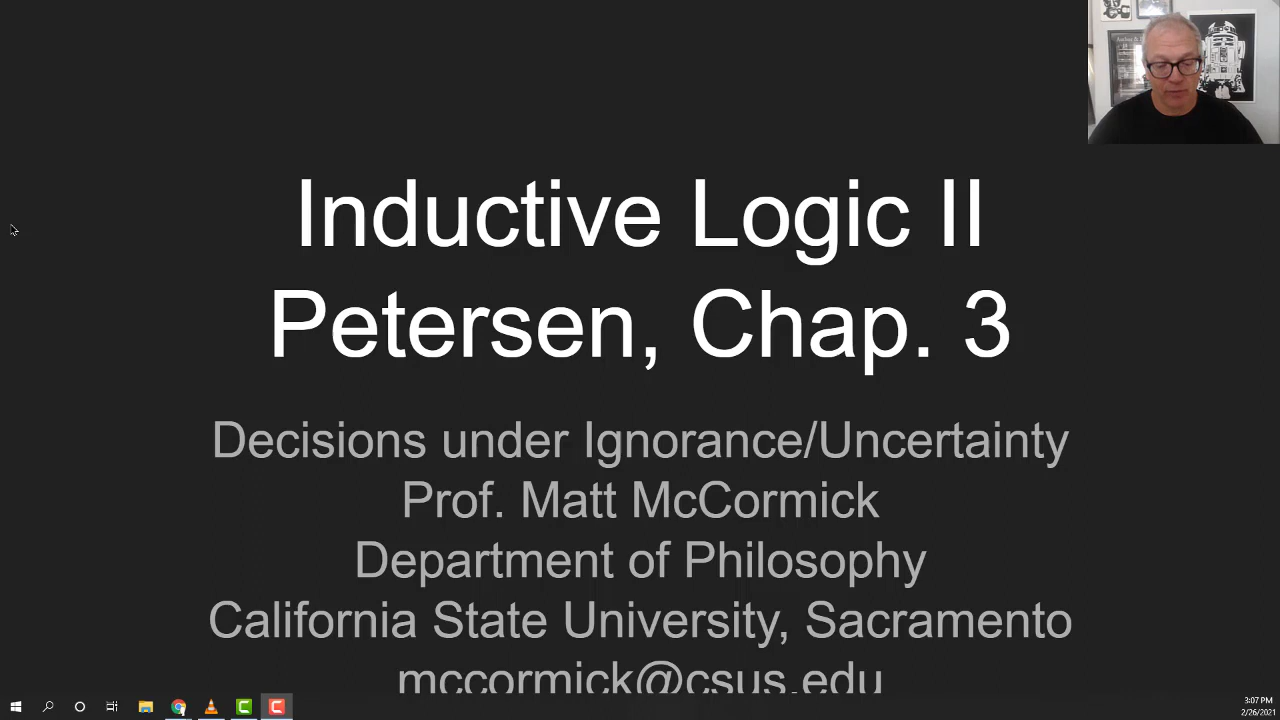 Inductive Logic II
Petersen, Chap. 3
Decisions under Ignorance/Uncertainty
Prof. Matt McCormick
Department of Philosophy
California State University, Sacramento
mccormick@csus.edu
3:07 PM
2/26/2021